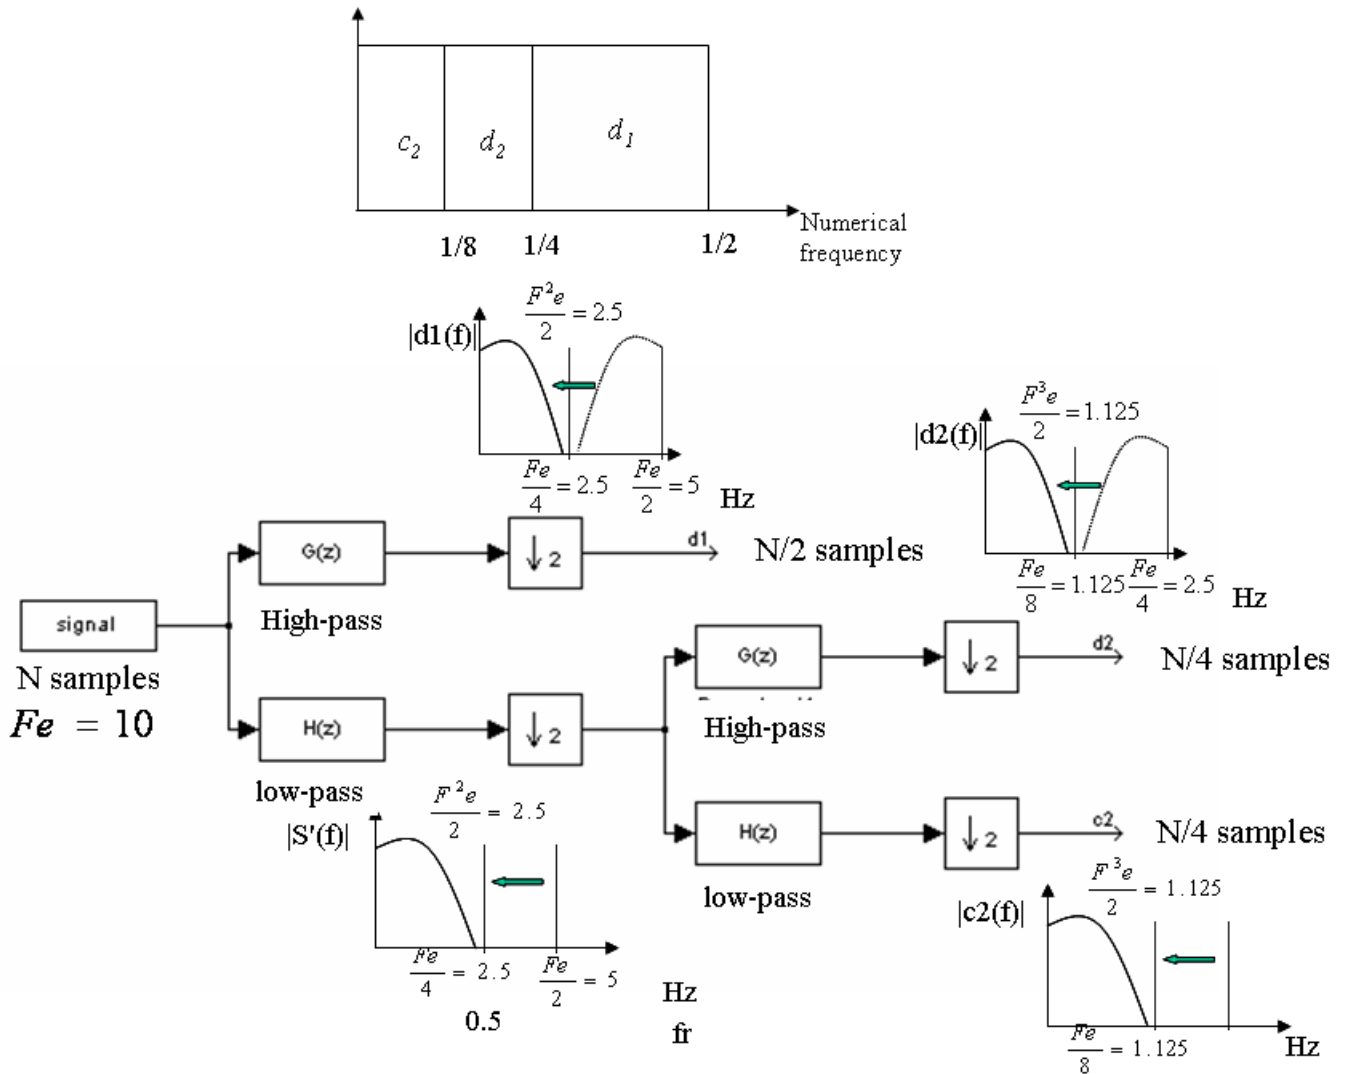 c2
d2
d1
1/8
1/4
1/2
Numerical
frequency
|d1(f)|
F²e/2 = 2.5
Fe/4 = 2.5
Fe/2 = 5
Hz
|d2(f)|
F³e/2 = 1.125
Fe/8 = 1.125
Fe/4 = 2.5
Hz
signal
N samples
Fe = 10
G(z)
High-pass
↓ 2
d1
N/2 samples
H(z)
low-pass
↓ 2
G(z)
High-pass
↓ 2
d2
N/4 samples
H(z)
low-pass
↓ 2
c2
N/4 samples
|S'(f)|
F²e/2 = 2.5
Fe/4 = 2.5
Fe/2 = 5
Hz
0.5
fr
|c2(f)|
F³e/2 = 1.125
Fe/8 = 1.125
Hz